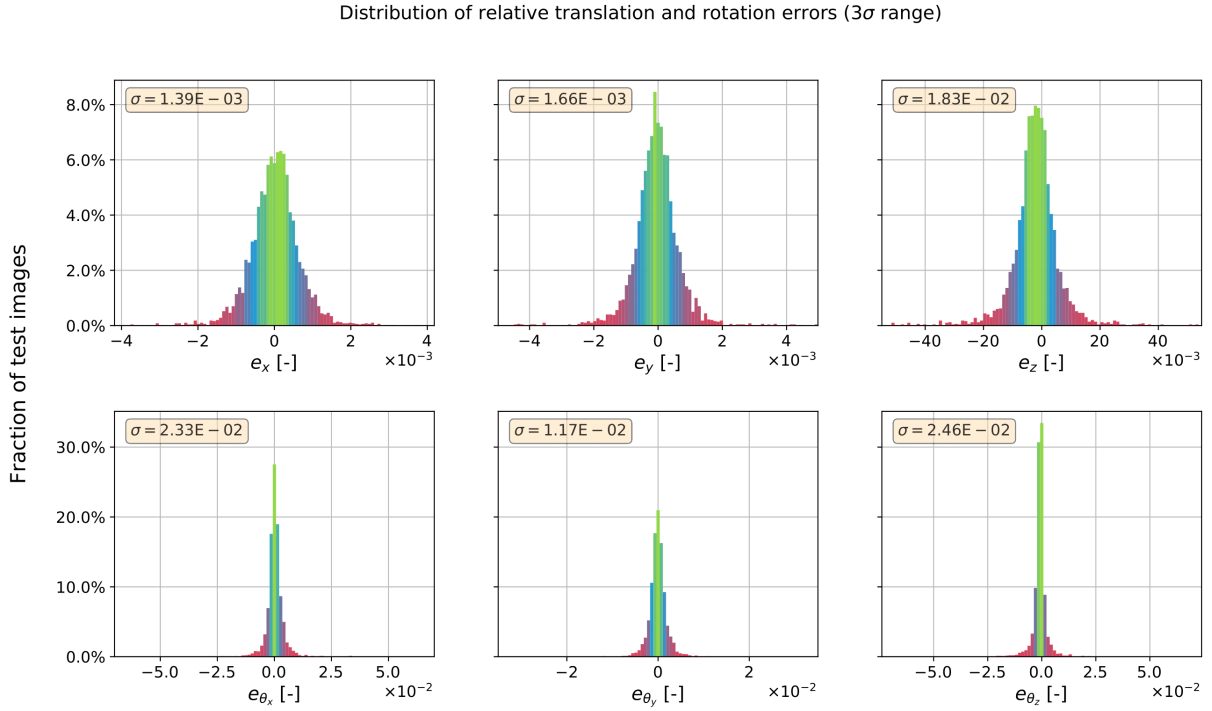 Distribution of relative translation and rotation errors (3σ range)
Fraction of test images
σ = 1.39E − 03
σ = 1.66E − 03
σ = 1.83E − 02
8.0%
6.0%
4.0%
2.0%
0.0%
−4 −2 0 2 4
×10⁻³
e_x [-]
−4 −2 0 2 4
×10⁻³
e_y [-]
−40 −20 0 20 40
×10⁻³
e_z [-]
σ = 2.33E − 02
σ = 1.17E − 02
σ = 2.46E − 02
30.0%
20.0%
10.0%
0.0%
−5.0 −2.5 0.0 2.5 5.0
×10⁻²
e_θₓ [-]
−2 0 2
×10⁻²
e_θ_y [-]
−5.0 −2.5 0.0 2.5 5.0
×10⁻²
e_θ_z [-]